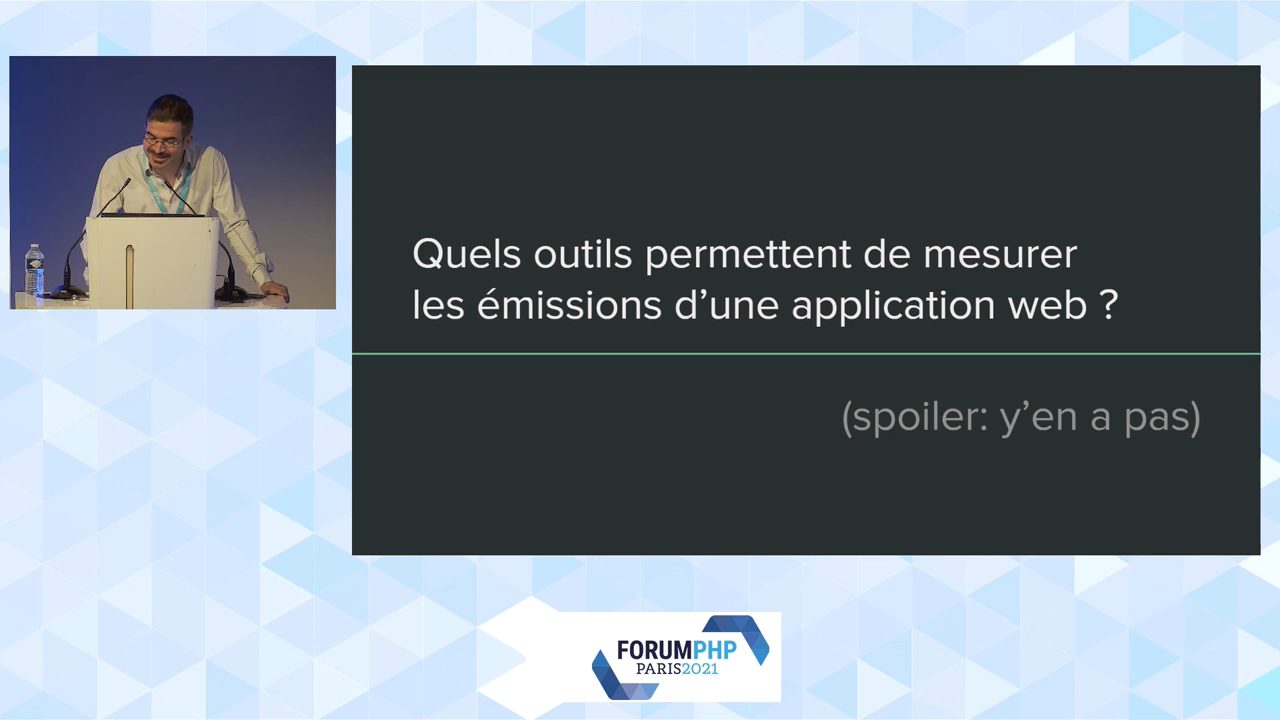 Quels outils permettent de mesurer
les émissions d’une application web ?
(spoiler: y’en a pas)
FORUMPHP
PARIS2021